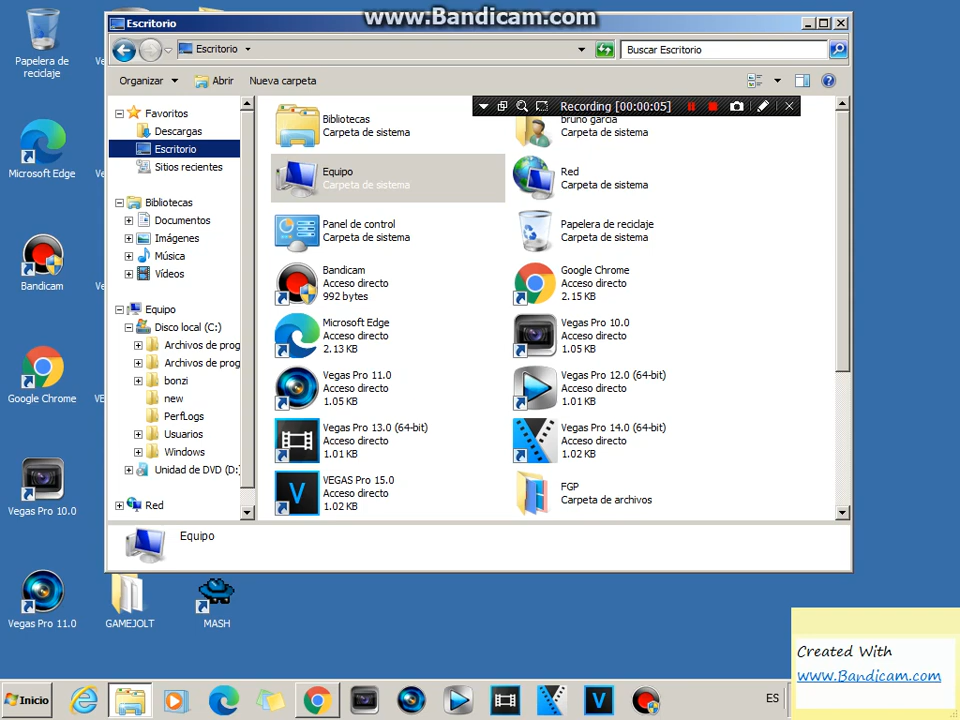 www.Bandicam.com
Papelera de
reciclaje
Microsoft Edge
Bandicam
Google Chrome
Vegas Pro 10.0
Vegas Pro 11.0
GAMEJOLT
MASH
Escritorio
Escritorio
Buscar Escritorio
Organizar
Abrir
Nueva carpeta
Recording [00:00:05]
Favoritos
Descargas
Escritorio
Sitios recientes
Bibliotecas
Documentos
Imágenes
Música
Vídeos
Equipo
Disco local (C:)
Archivos de prog
Archivos de prog
bonzi
new
PerfLogs
Usuarios
Windows
Unidad de DVD (D:)
Red
Bibliotecas
Carpeta de sistema
bruno garcia
Carpeta de sistema
Equipo
Carpeta de sistema
Red
Carpeta de sistema
Panel de control
Carpeta de sistema
Papelera de reciclaje
Carpeta de sistema
Bandicam
Acceso directo
992 bytes
Google Chrome
Acceso directo
2.15 KB
Microsoft Edge
Acceso directo
2.13 KB
Vegas Pro 10.0
Acceso directo
1.05 KB
Vegas Pro 11.0
Acceso directo
1.05 KB
Vegas Pro 12.0 (64-bit)
Acceso directo
1.01 KB
Vegas Pro 13.0 (64-bit)
Acceso directo
1.01 KB
Vegas Pro 14.0 (64-bit)
Acceso directo
1.02 KB
VEGAS Pro 15.0
Acceso directo
1.02 KB
FGP
Carpeta de archivos
Equipo
Created With
www.Bandicam.com
Inicio
ES